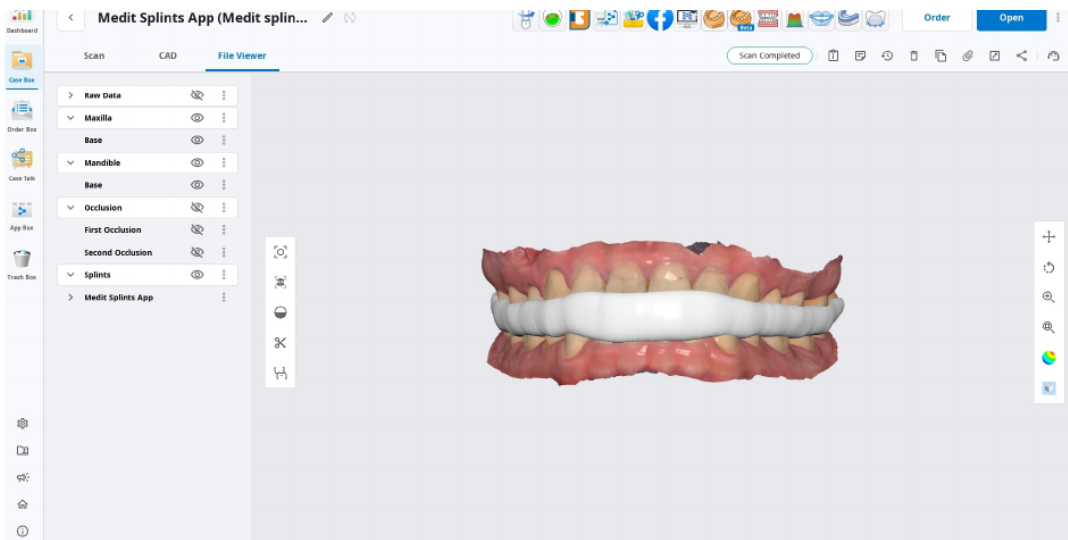 Medit Splints App (Medit splin...
Order
Open
Beta
Dashboard
Scan
CAD
File Viewer
Scan Completed
Case Box
Order Box
Case Talk
App Box
Trash Box
Raw Data
Maxilla
Base
Mandible
Base
Occlusion
First Occlusion
Second Occlusion
Splints
Medit Splints App